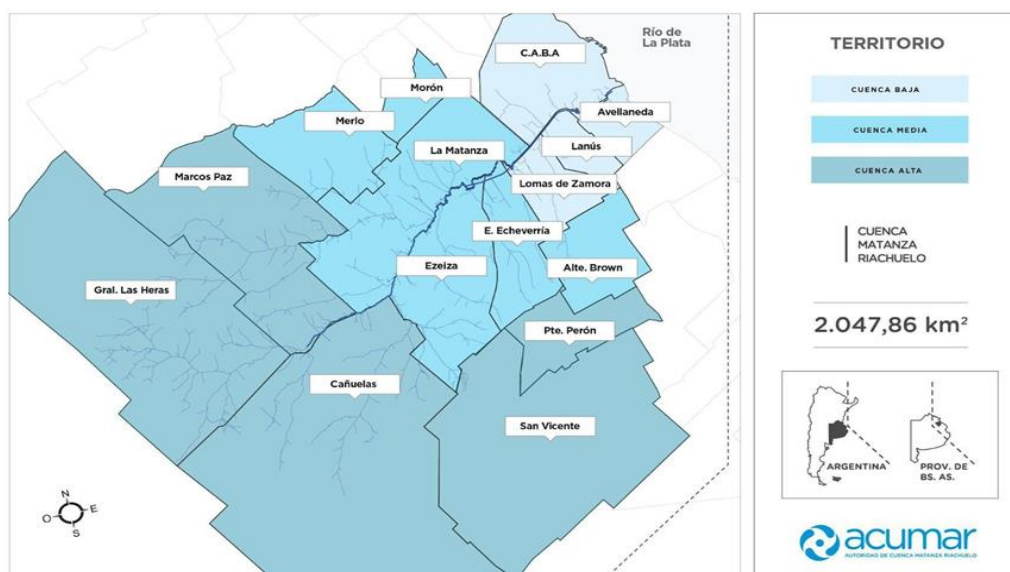 Río de
La Plata
C.A.B.A
Morón
Avellaneda
Merlo
Lanús
La Matanza
Marcos Paz
Lomas de Zamora
E. Echeverría
Ezeiza
Alte. Brown
Gral. Las Heras
Pte. Perón
Cañuelas
San Vicente
N
O
E
S
TERRITORIO
CUENCA BAJA
CUENCA MEDIA
CUENCA ALTA
CUENCA
MATANZA
RIACHUELO
2.047,86 km²
ARGENTINA
PROV. DE
BS. AS.
acumar
AUTORIDAD DE CUENCA MATANZA RIACHUELO